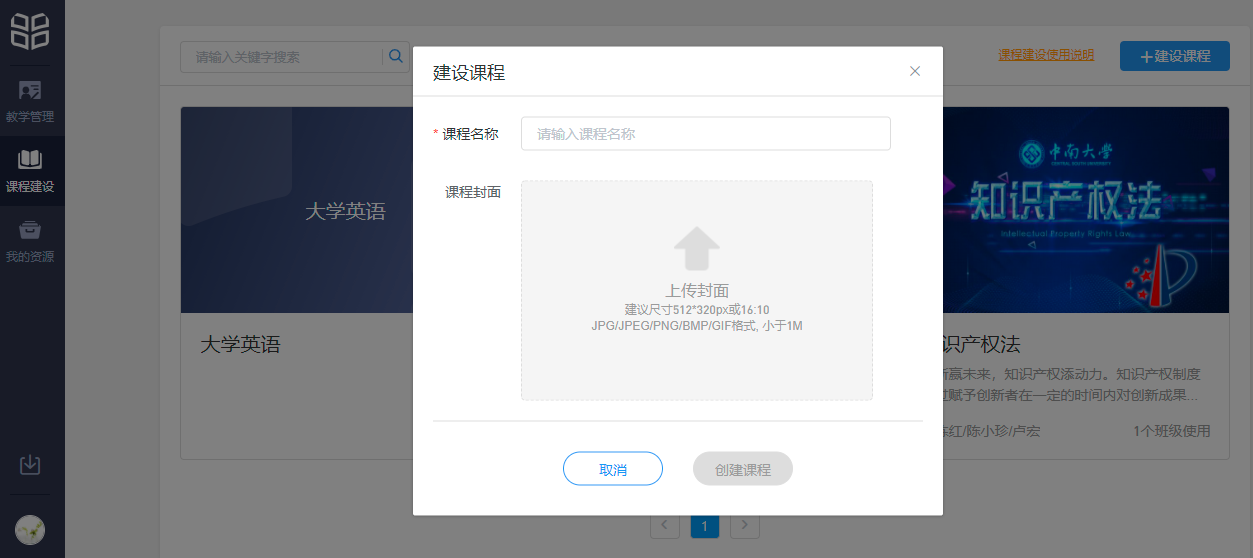 教学管理
课程建设
我的资源
请输入关键字搜索
课程建设使用说明
+建设课程
大学英语
大学英语
建设课程
* 课程名称
请输入课程名称
课程封面
上传封面
建议尺寸512*320px或16:10
JPG/JPEG/PNG/BMP/GIF格式, 小于1M
取消
创建课程
中南大学
CENTRAL SOUTH UNIVERSITY
知识产权法
Intellectual Property Rights Law
识产权法
新赢未来，知识产权添动力。知识产权制度
过赋予创新者在一定的时间内对创新成果...
红/陈小珍/卢宏
1个班级使用
< 1 >